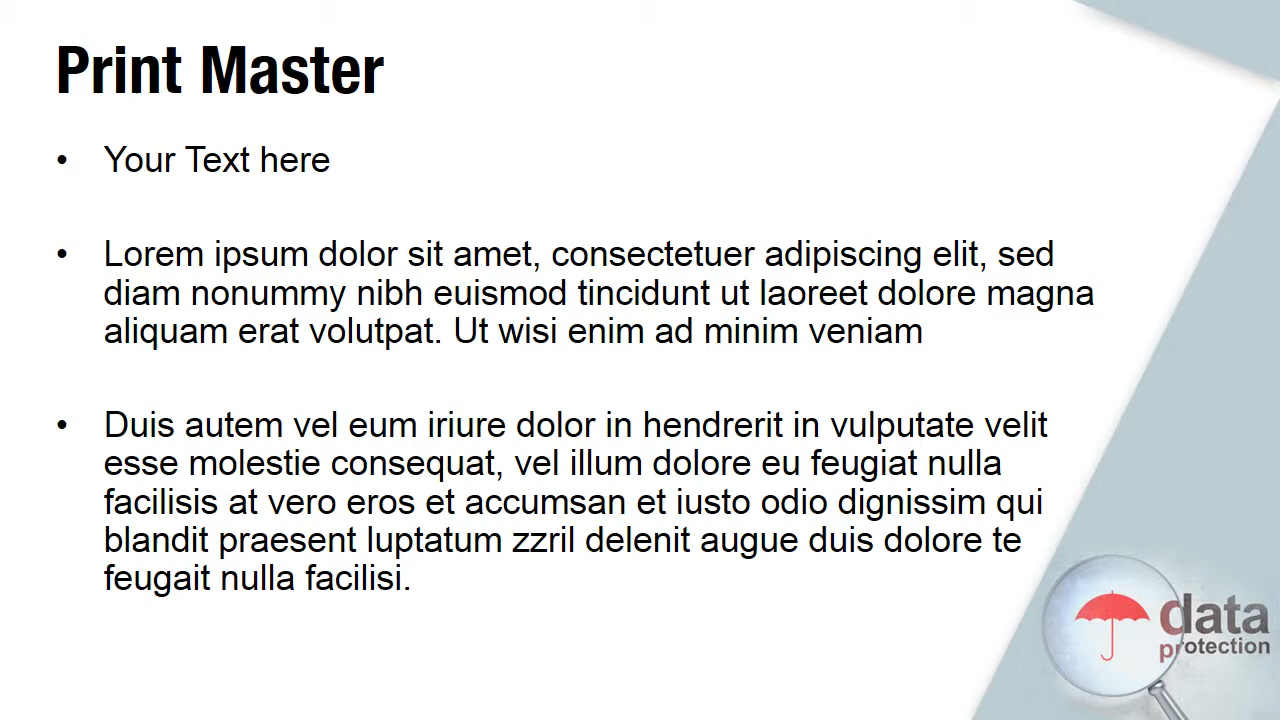 Print Master
• Your Text here
• Lorem ipsum dolor sit amet, consectetuer adipiscing elit, sed
diam nonummy nibh euismod tincidunt ut laoreet dolore magna
aliquam erat volutpat. Ut wisi enim ad minim veniam
• Duis autem vel eum iriure dolor in hendrerit in vulputate velit
esse molestie consequat, vel illum dolore eu feugiat nulla
facilisis at vero eros et accumsan et iusto odio dignissim qui
blandit praesent luptatum zzril delenit augue duis dolore te
feugait nulla facilisi.
data
protection